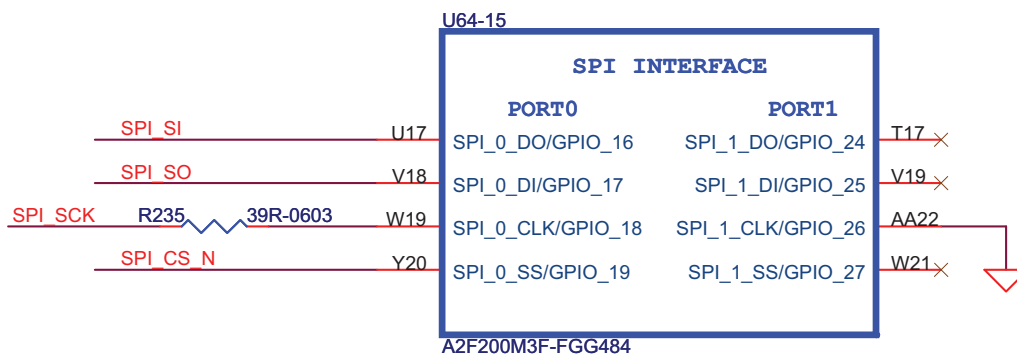 U64-15
SPI INTERFACE
PORT0 PORT1
SPI_SI U17 SPI_0_DO/GPIO_16 SPI_1_DO/GPIO_24 T17
SPI_SO V18 SPI_0_DI/GPIO_17 SPI_1_DI/GPIO_25 V19
SPI_SCK R235 39R-0603 W19 SPI_0_CLK/GPIO_18 SPI_1_CLK/GPIO_26 AA22
SPI_CS_N Y20 SPI_0_SS/GPIO_19 SPI_1_SS/GPIO_27 W21
A2F200M3F-FGG484